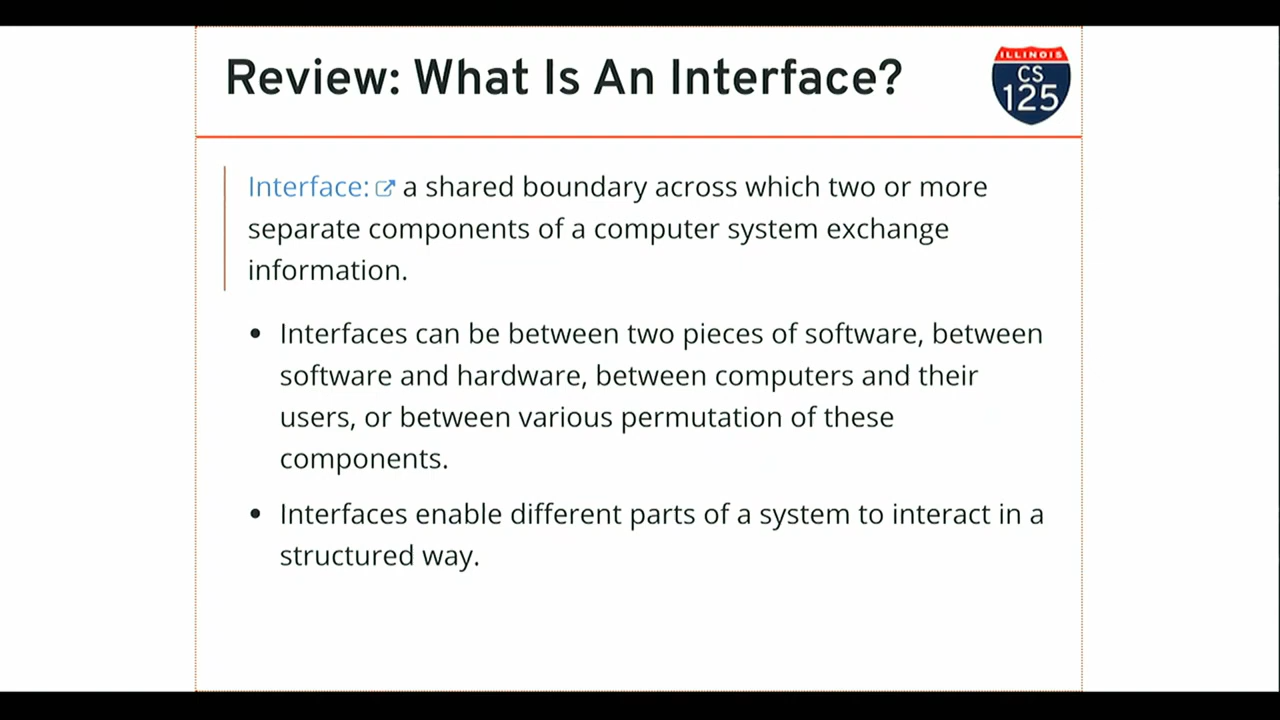 Review: What Is An Interface?
ILLINOIS
CS
125
Interface: a shared boundary across which two or more
separate components of a computer system exchange
information.
• Interfaces can be between two pieces of software, between
software and hardware, between computers and their
users, or between various permutation of these
components.
• Interfaces enable different parts of a system to interact in a
structured way.